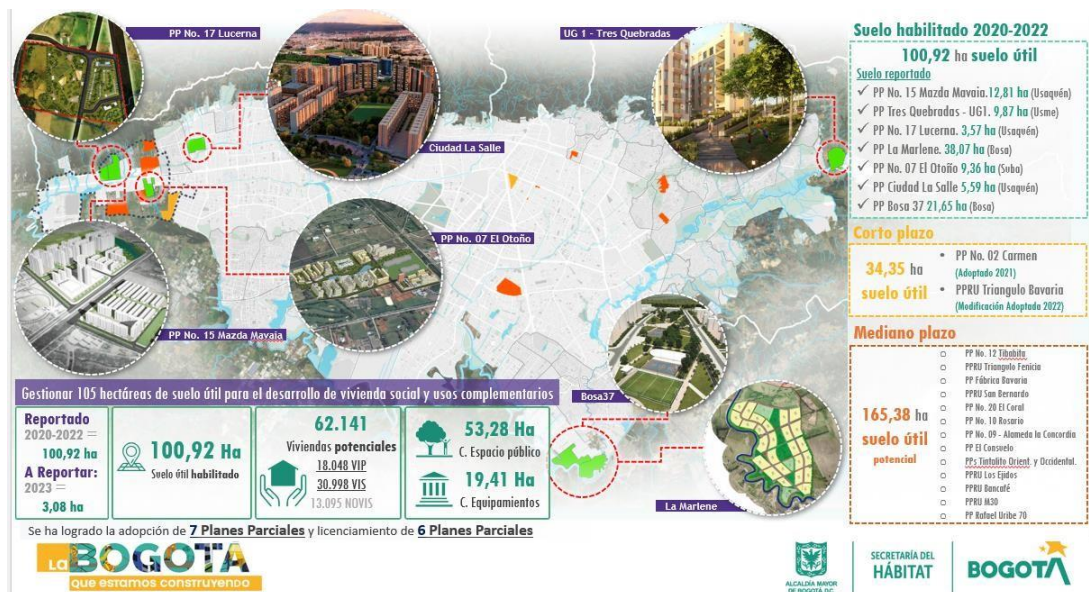 PP No. 17 Lucerna
UG 1 - Tres Quebradas
Ciudad La Salle
PP No. 07 El Otoño
PP No. 15 Mazda Mavaia
Bosa37
La Marlene
Suelo habilitado 2020-2022
100,92 ha suelo útil
Suelo reportado
✓ PP No. 15 Mazda Mavaia.12,81 ha (Usaquén)
✓ PP Tres Quebradas - UG1. 9,87 ha (Usme)
✓ PP No. 17 Lucerna. 3,57 ha (Usaquén)
✓ PP La Marlene. 38,07 ha (Bosa)
✓ PP No. 07 El Otoño 9,36 ha (Suba)
✓ PP Ciudad La Salle 5,59 ha (Usaquén)
✓ PP Bosa 37 21,65 ha (Bosa)
Corto plazo
34,35 ha
suelo útil
• PP No. 02 Carmen
(Adoptado 2021)
• PPRU Triangulo Bavaria
(Modificación Adoptada 2022)
Mediano plazo
165,38 ha
suelo útil
potencial
○ PP No. 12 Tibabita
○ PPRU Triangulo Fenicia
○ PP Fábrica Bavaria
○ PPRU San Bernardo
○ PP No. 20 El Coral
○ PP No. 10 Rosario
○ PP No. 09 - Alameda la Concordia
○ PP El Consuelo
○ PPs Tintalito Orient. y Occidental.
○ PPRU Los Ejidos
○ PPRU Bancafé
○ PPRU M30
○ PP Rafael Uribe 70
Gestionar 105 hectáreas de suelo útil para el desarrollo de vivienda social y usos complementarios
Reportado
2020-2022 =
100,92 ha
A Reportar:
2023 =
3,08 ha
100,92 Ha
Suelo útil habilitado
62.141
Viviendas potenciales
18.048 VIP
30.998 VIS
13.095 NOVIS
53,28 Ha
C. Espacio público
19,41 Ha
C. Equipamientos
Se ha logrado la adopción de 7 Planes Parciales y licenciamiento de 6 Planes Parciales
La BOGOTÁ
que estamos construyendo
ALCALDÍA MAYOR
DE BOGOTÁ D.C.
SECRETARÍA DEL
HÁBITAT
BOGOTÁ